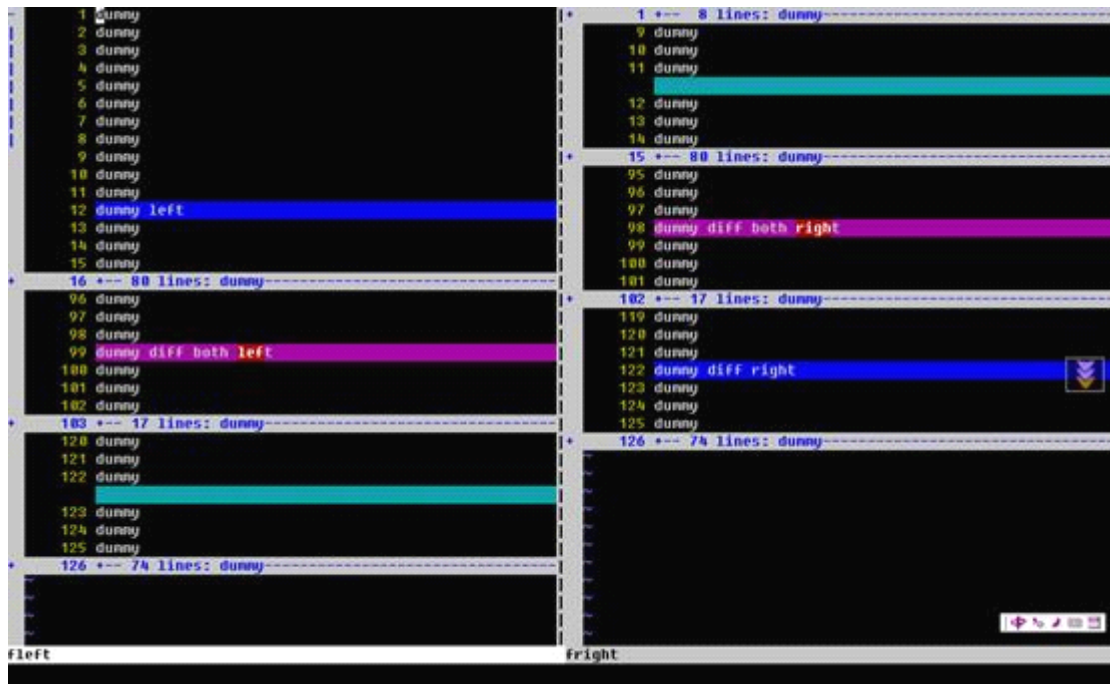 1 dummy
2 dummy
3 dummy
4 dummy
5 dummy
6 dummy
7 dummy
8 dummy
9 dummy
10 dummy
11 dummy
12 dummy left
13 dummy
14 dummy
15 dummy
+ 16 +-- 80 lines: dummy
96 dummy
97 dummy
98 dummy
99 dummy diff both left
100 dummy
101 dummy
102 dummy
+ 103 +-- 17 lines: dummy
120 dummy
121 dummy
122 dummy
123 dummy
124 dummy
125 dummy
+ 126 +-- 74 lines: dummy
~
~
~
~
fleft
+ 1 +-- 8 lines: dummy
9 dummy
10 dummy
11 dummy
12 dummy
13 dummy
14 dummy
+ 15 +-- 80 lines: dummy
95 dummy
96 dummy
97 dummy
98 dummy diff both right
99 dummy
100 dummy
101 dummy
+ 102 +-- 17 lines: dummy
119 dummy
120 dummy
121 dummy
122 dummy diff right
123 dummy
124 dummy
125 dummy
+ 126 +-- 74 lines: dummy
~
~
~
~
~
~
~
~
~
~
~
中
fright